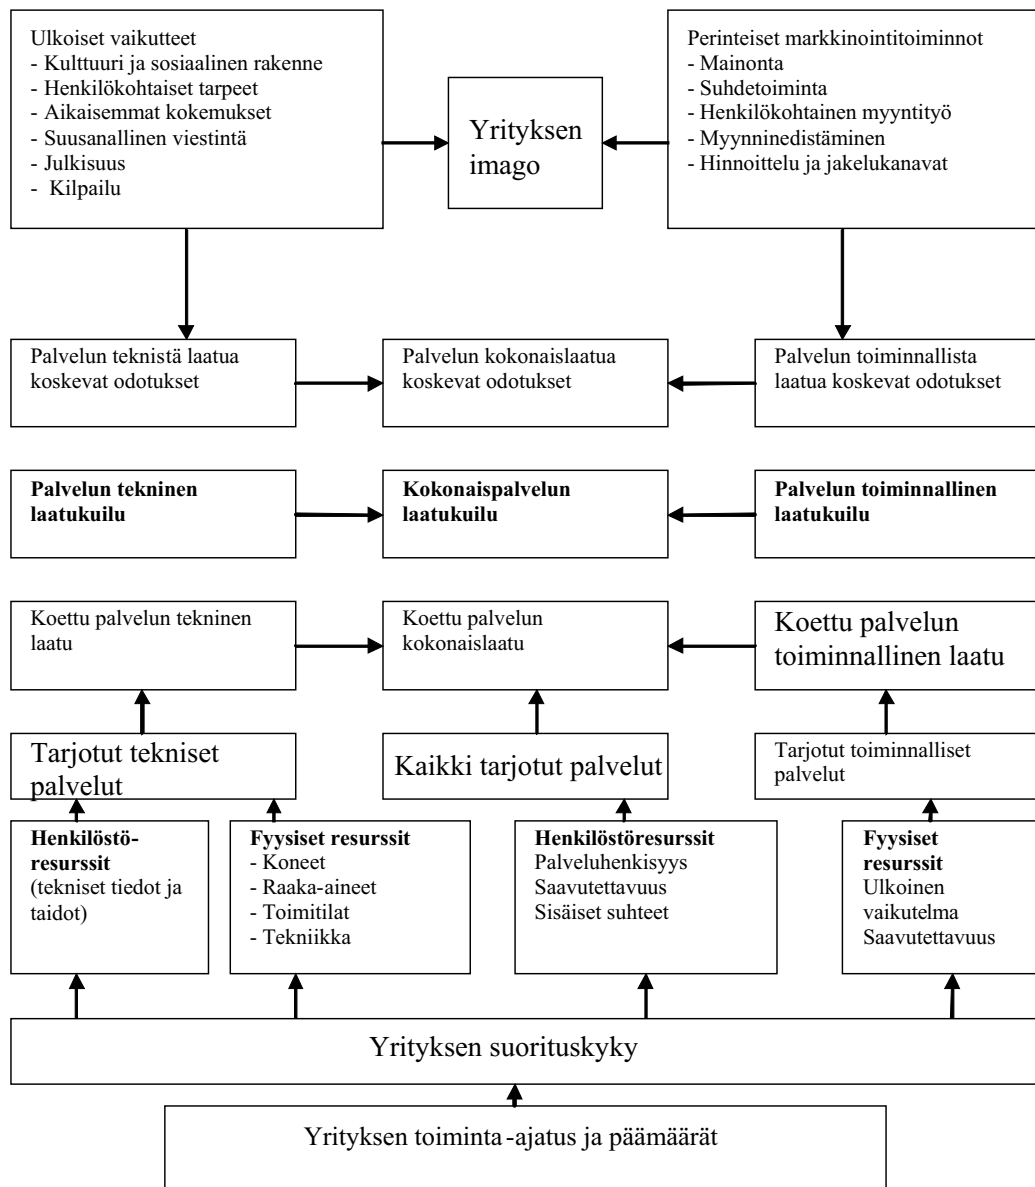 Ulkoiset vaikutteet
- Kulttuuri ja sosiaalinen rakenne
- Henkilökohtaiset tarpeet
- Aikaisemmat kokemukset
- Suusanallinen viestintä
- Julkisuus
- Kilpailu
Yrityksen
imago
Perinteiset markkinointitoiminnot
- Mainonta
- Suhdetoiminta
- Henkilökohtainen myyntityö
- Myynninedistäminen
- Hinnoittelu ja jakelukanavat
Palvelun teknistä laatua
koskevat odotukset
Palvelun kokonaislaatua
koskevat odotukset
Palvelun toiminnallista
laatua koskevat odotukset
Palvelun tekninen
laatukuilu
Kokonaispalvelun
laatukuilu
Palvelun toiminnallinen
laatukuilu
Koettu palvelun tekninen
laatu
Koettu palvelun
kokonaislaatu
Koettu palvelun
toiminnallinen laatu
Tarjotut tekniset
palvelut
Kaikki tarjotut palvelut
Tarjotut toiminnalliset
palvelut
Henkilöstö-
resurssit
(tekniset tiedot ja
taidot)
Fyysiset resurssit
- Koneet
- Raaka-aineet
- Toimitilat
- Tekniikka
Henkilöstöresurssit
Palveluhenkisyys
Saavutettavuus
Sisäiset suhteet
Fyysiset
resurssit
Ulkoinen
vaikutelma
Saavutettavuus
Yrityksen suorituskyky
Yrityksen toiminta-ajatus ja päämäärät